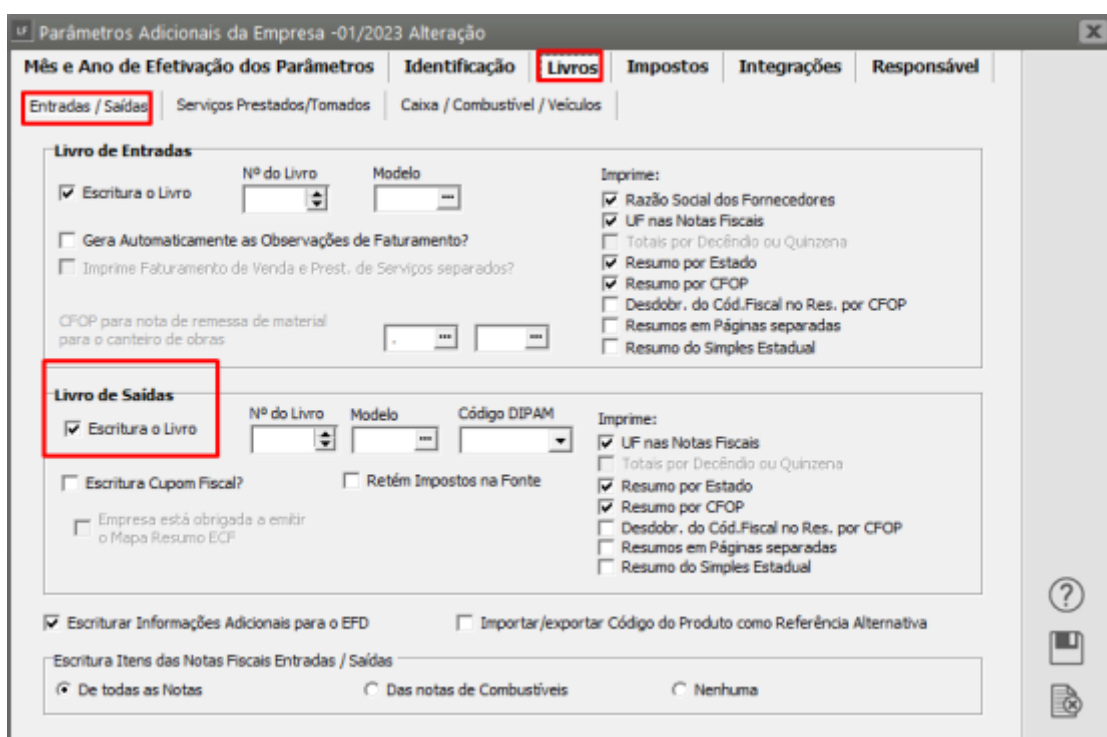 LF Parâmetros Adicionais da Empresa -01/2023 Alteração
Mês e Ano de Efetivação dos Parâmetros Identificação Livros Impostos Integrações Responsável
Entradas / Saídas Serviços Prestados/Tomados Caixa / Combustível / Veículos
Livro de Entradas
Nº do Livro Modelo Imprime:
Escritura o Livro
Razão Social dos Fornecedores
UF nas Notas Fiscais
Gera Automaticamente as Observações de Faturamento? Totais por Decêndio ou Quinzena
Imprime Faturamento de Venda e Prest. de Serviços separados? Resumo por Estado
Resumo por CFOP
Desdobr. do Cód.Fiscal no Res. por CFOP
CFOP para nota de remessa de material Resumos em Páginas separadas
para o canteiro de obras . Resumo do Simples Estadual
Livro de Saídas
Nº do Livro Modelo Código DIPAM Imprime:
Escritura o Livro UF nas Notas Fiscais
Totais por Decêndio ou Quinzena
Escritura Cupom Fiscal? Retém Impostos na Fonte Resumo por Estado
Resumo por CFOP
Empresa está obrigada a emitir Desdobr. do Cód.Fiscal no Res. por CFOP
o Mapa Resumo ECF Resumos em Páginas separadas
Resumo do Simples Estadual
Escriturar Informações Adicionais para o EFD Importar/exportar Código do Produto como Referência Alternativa
Escritura Itens das Notas Fiscais Entradas / Saídas
De todas as Notas Das notas de Combustíveis Nenhuma